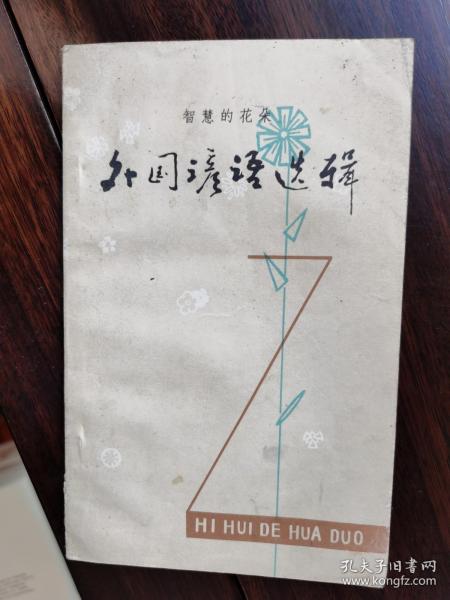 智慧的花朵
外国谚语选辑
ZHI HUI DE HUA DUO
孔夫子旧书网
www.kongfz.com